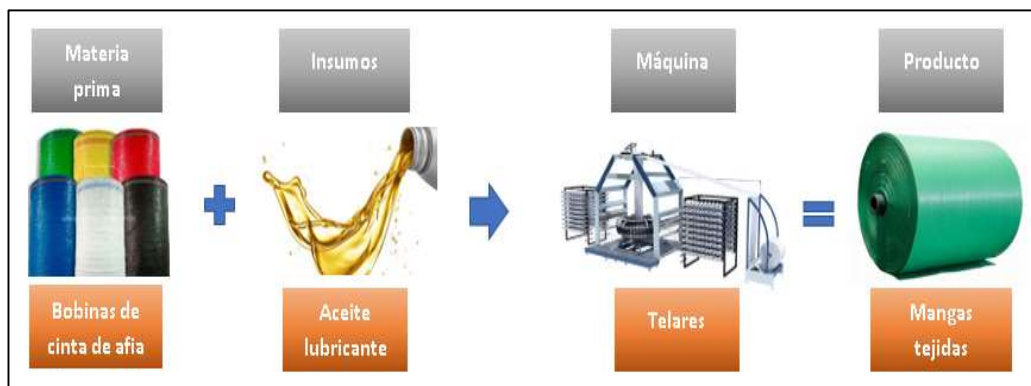 Materia
prima
Insumos
Máquina
Producto
Bobinas de
cinta de afia
Aceite
lubricante
Telares
Mangas
tejidas